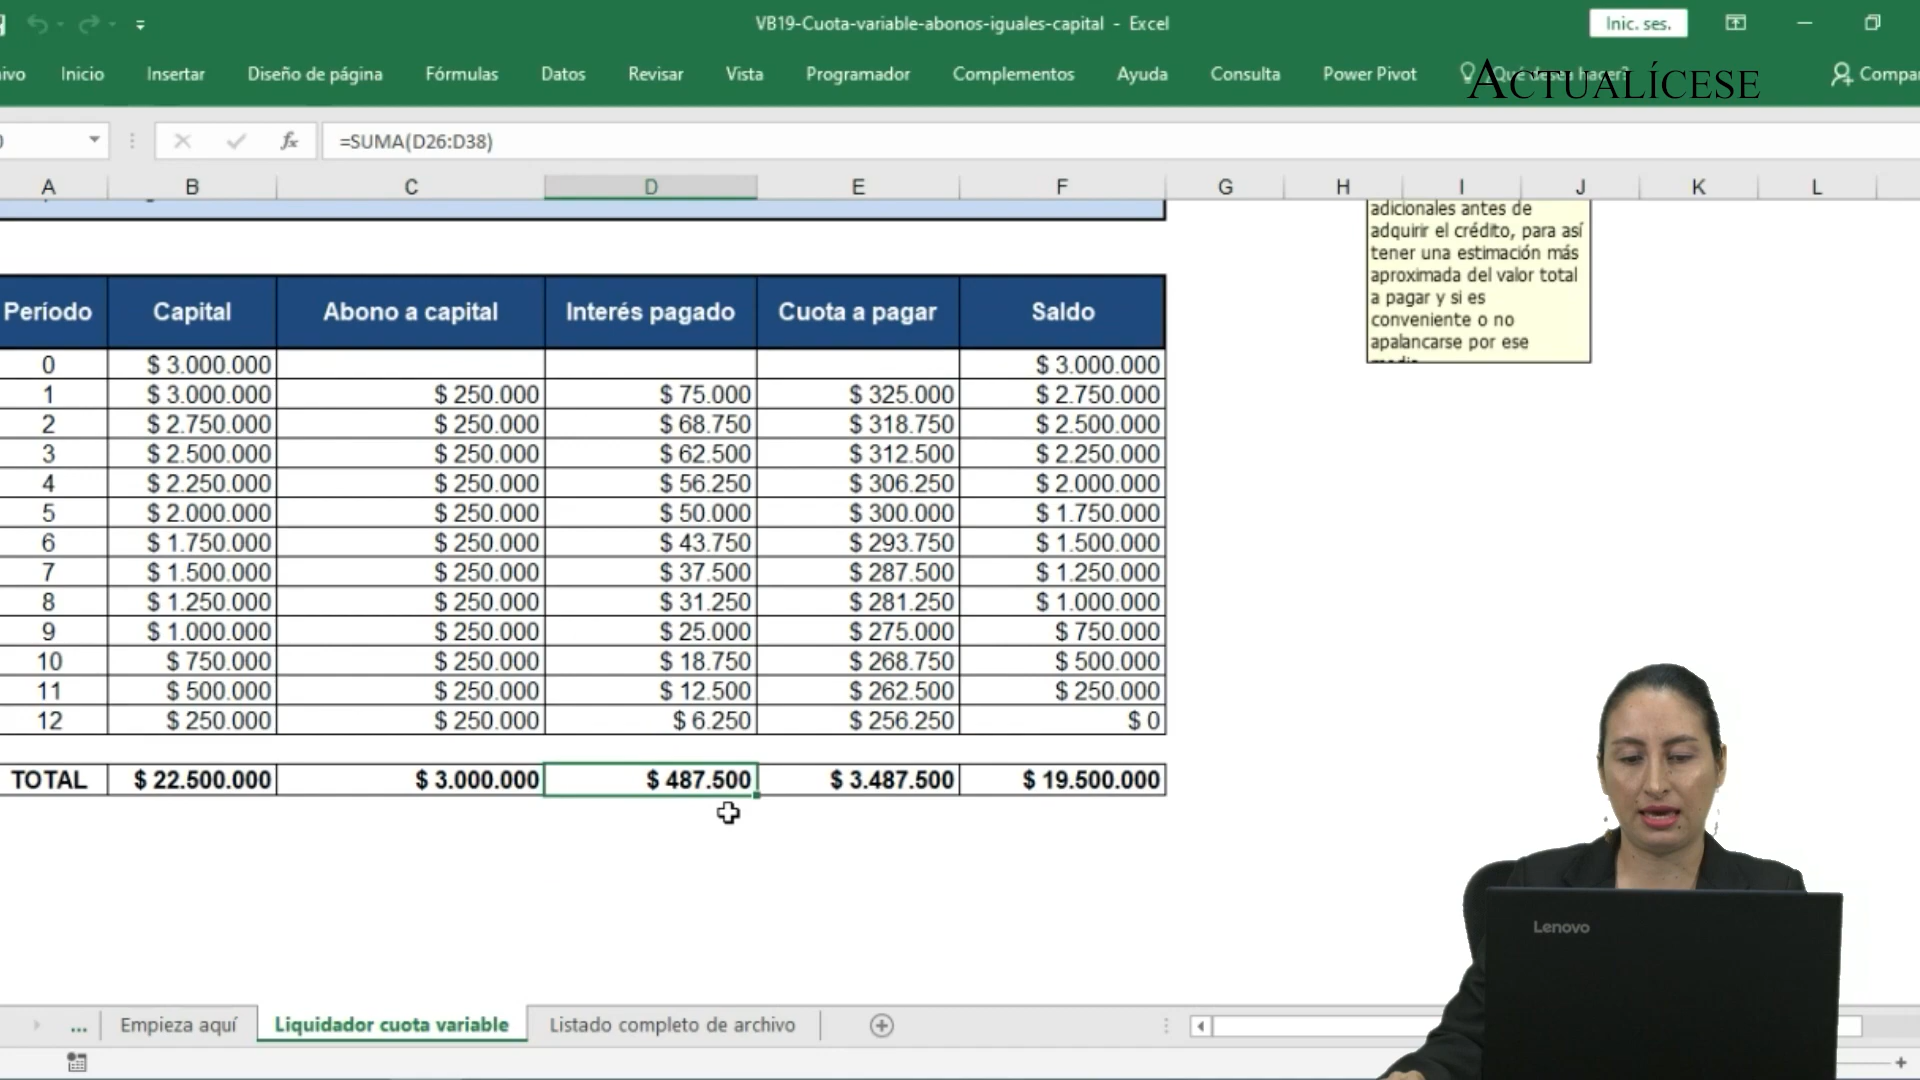 VB19-Cuota-variable-abonos-iguales-capital - Excel
Inic. ses.
ivo Inicio Insertar Diseño de página Fórmulas Datos Revisar Vista Programador Complementos Ayuda Consulta Power Pivot ¿Qué desea hacer? Compar
ACTUALÍCESE
fx =SUMA(D26:D38)
A B C D E F G H I J K L
adicionales antes de
adquirir el crédito, para así
tener una estimación más
aproximada del valor total
a pagar y si es
conveniente o no
apalancarse por ese
Período Capital Abono a capital Interés pagado Cuota a pagar Saldo
0 $ 3.000.000 $ 3.000.000
1 $ 3.000.000 $ 250.000 $ 75.000 $ 325.000 $ 2.750.000
2 $ 2.750.000 $ 250.000 $ 68.750 $ 318.750 $ 2.500.000
3 $ 2.500.000 $ 250.000 $ 62.500 $ 312.500 $ 2.250.000
4 $ 2.250.000 $ 250.000 $ 56.250 $ 306.250 $ 2.000.000
5 $ 2.000.000 $ 250.000 $ 50.000 $ 300.000 $ 1.750.000
6 $ 1.750.000 $ 250.000 $ 43.750 $ 293.750 $ 1.500.000
7 $ 1.500.000 $ 250.000 $ 37.500 $ 287.500 $ 1.250.000
8 $ 1.250.000 $ 250.000 $ 31.250 $ 281.250 $ 1.000.000
9 $ 1.000.000 $ 250.000 $ 25.000 $ 275.000 $ 750.000
10 $ 750.000 $ 250.000 $ 18.750 $ 268.750 $ 500.000
11 $ 500.000 $ 250.000 $ 12.500 $ 262.500 $ 250.000
12 $ 250.000 $ 250.000 $ 6.250 $ 256.250 $ 0
TOTAL $ 22.500.000 $ 3.000.000 $ 487.500 $ 3.487.500 $ 19.500.000
Lenovo
... Empieza aquí Liquidador cuota variable Listado completo de archivo